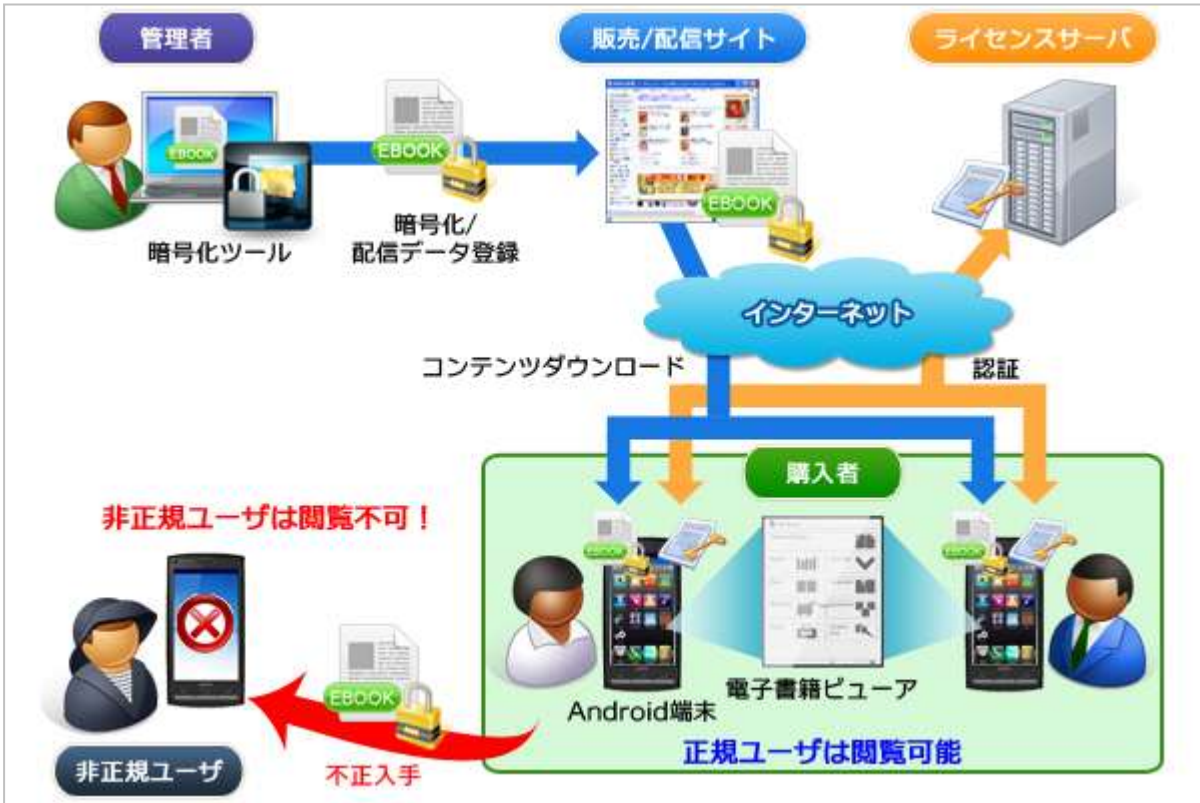 管理者
販売/配信サイト
ライセンスサーバ
EBOOK
EBOOK
EBOOK
暗号化ツール
暗号化/
配信データ登録
インターネット
コンテンツダウンロード
認証
購入者
非正規ユーザは閲覧不可！
EBOOK
EBOOK
EBOOK
電子書籍ビューア
Android端末
正規ユーザは閲覧可能
非正規ユーザ
不正入手